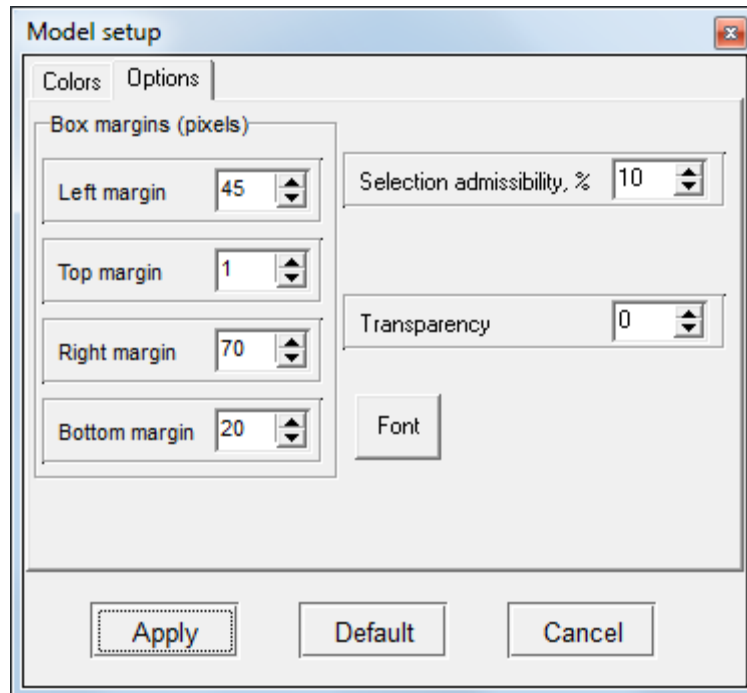 Model setup
Colors Options
Box margins (pixels)
Left margin 45
Selection admissibility, % 10
Top margin 1
Transparency 0
Right margin 70
Bottom margin 20
Font
Apply Default Cancel